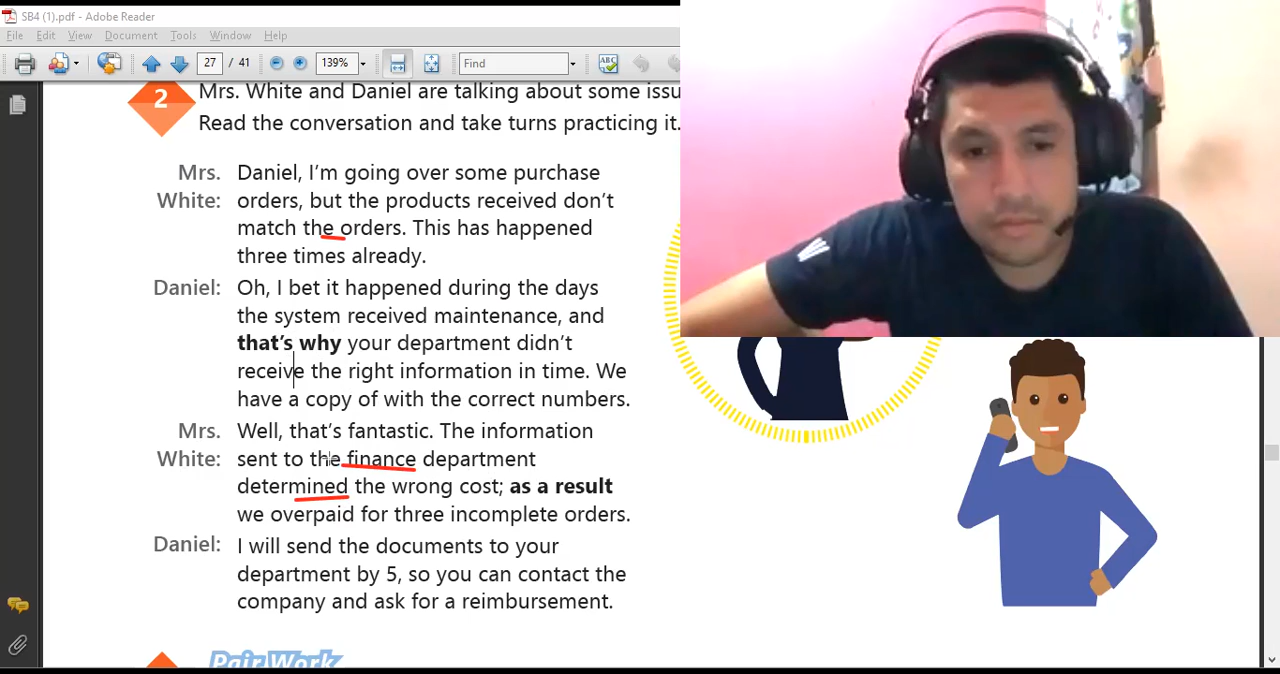 SB4 (1).pdf - Adobe Reader
File Edit View Document Tools Window Help
27 / 41 139% Find
2 Mrs. White and Daniel are talking about some issu
Read the conversation and take turns practicing it.
Mrs. Daniel, I'm going over some purchase
White: orders, but the products received don't
match the orders. This has happened
three times already.
Daniel: Oh, I bet it happened during the days
the system received maintenance, and
that's why your department didn't
receive the right information in time. We
have a copy of with the correct numbers.
Mrs. Well, that's fantastic. The information
White: sent to the finance department
determined the wrong cost; as a result
we overpaid for three incomplete orders.
Daniel: I will send the documents to your
department by 5, so you can contact the
company and ask for a reimbursement.
Pair Work